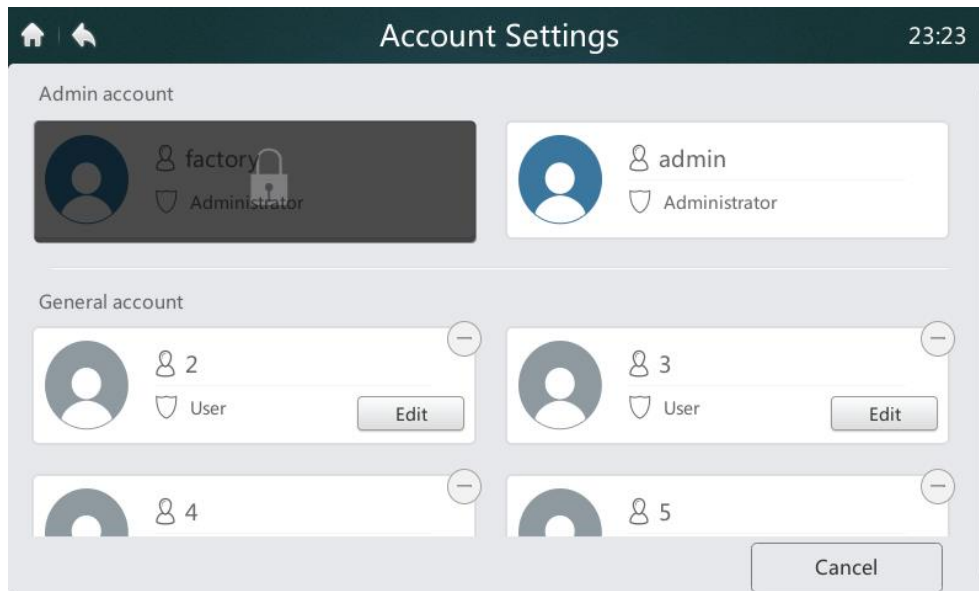 Account Settings
23:23
Admin account
factory
Administrator
admin
Administrator
General account
2
User
Edit
3
User
Edit
4
5
Cancel